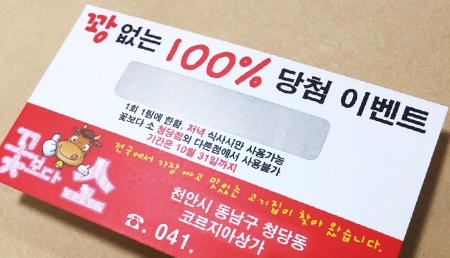 꽝 없는 100% 당첨 이벤트
1회 1팀에 한함, 저녁 식사시만 사용가능
꽃보다 소 청당점외 다른점에서 사용불가
기간은 10월 31일까지
꽃보다 소
전국에서 가장 싸고 맛있는 고기집이 찾아 왔습니다.
천안시 동남구 청당동
코르지아상가
☎. 041.